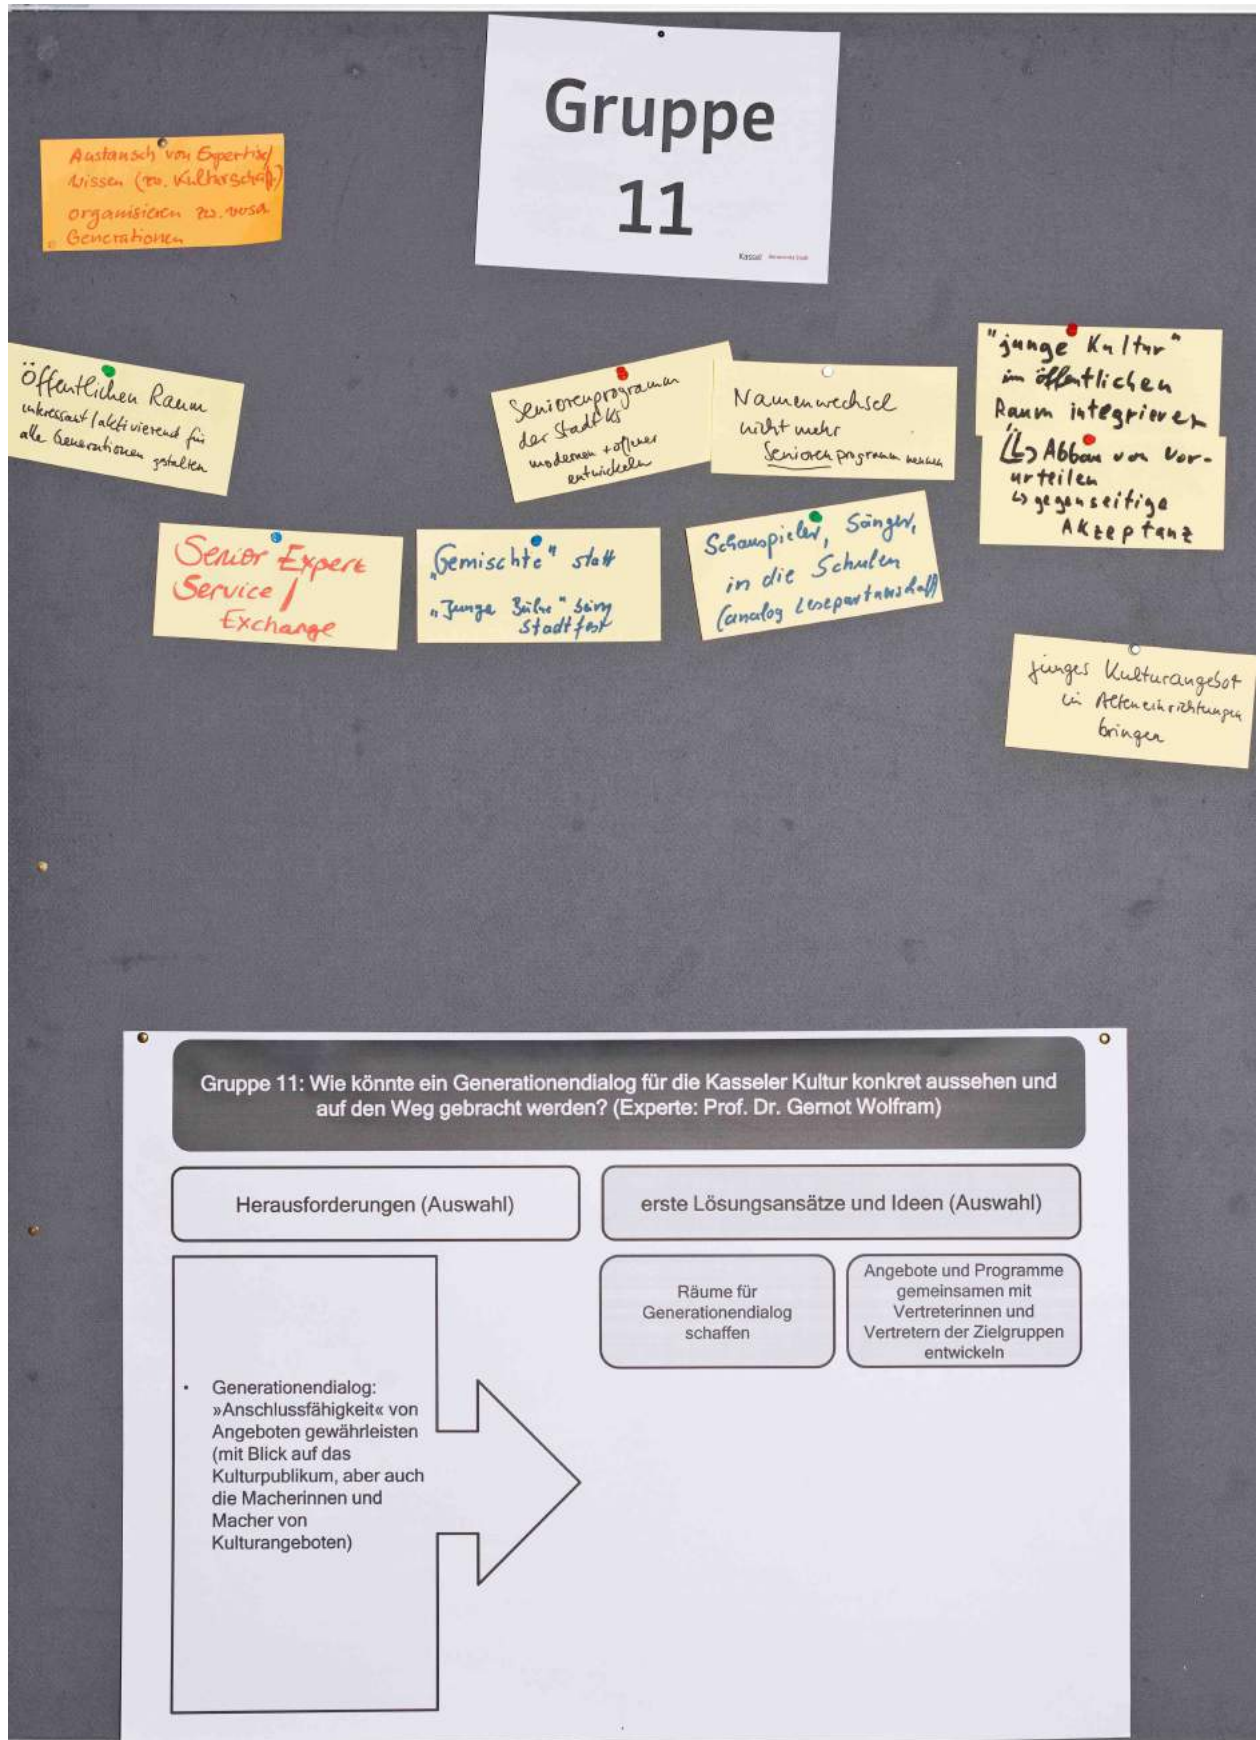 Gruppe
11
Kassel
Austausch von Expertise/
Wissen (zw. Kulturschaff.)
organisieren zw.
Generationen
Öffentlichen Raum
interessant/aktivierend für
alle Generationen gestalten
Seniorenprogramm
der Stadt KS
moderner + offener
entwickeln
Namenwechsel
nicht mehr
Seniorenprogramm nennen
"junge Kultur"
im öffentlichen
Raum integrieren
↳ Abbau von Vor-
urteilen
↳ gegenseitige
Akzeptanz
Senior Expert
Service /
Exchange
„Gemischte" statt
"Junge Bühne" beim
Stadtfest
Schauspieler, Sänger,
in die Schulen
(analog Lesepartnerschaft)
junges Kulturangebot
in Alteneinrichtungen
bringen
Gruppe 11: Wie könnte ein Generationendialog für die Kasseler Kultur konkret aussehen und
auf den Weg gebracht werden? (Experte: Prof. Dr. Gernot Wolfram)
Herausforderungen (Auswahl)
erste Lösungsansätze und Ideen (Auswahl)
• Generationendialog:
»Anschlussfähigkeit« von
Angeboten gewährleisten
(mit Blick auf das
Kulturpublikum, aber auch
die Macherinnen und
Macher von
Kulturangeboten)
Räume für
Generationendialog
schaffen
Angebote und Programme
gemeinsamen mit
Vertreterinnen und
Vertretern der Zielgruppen
entwickeln